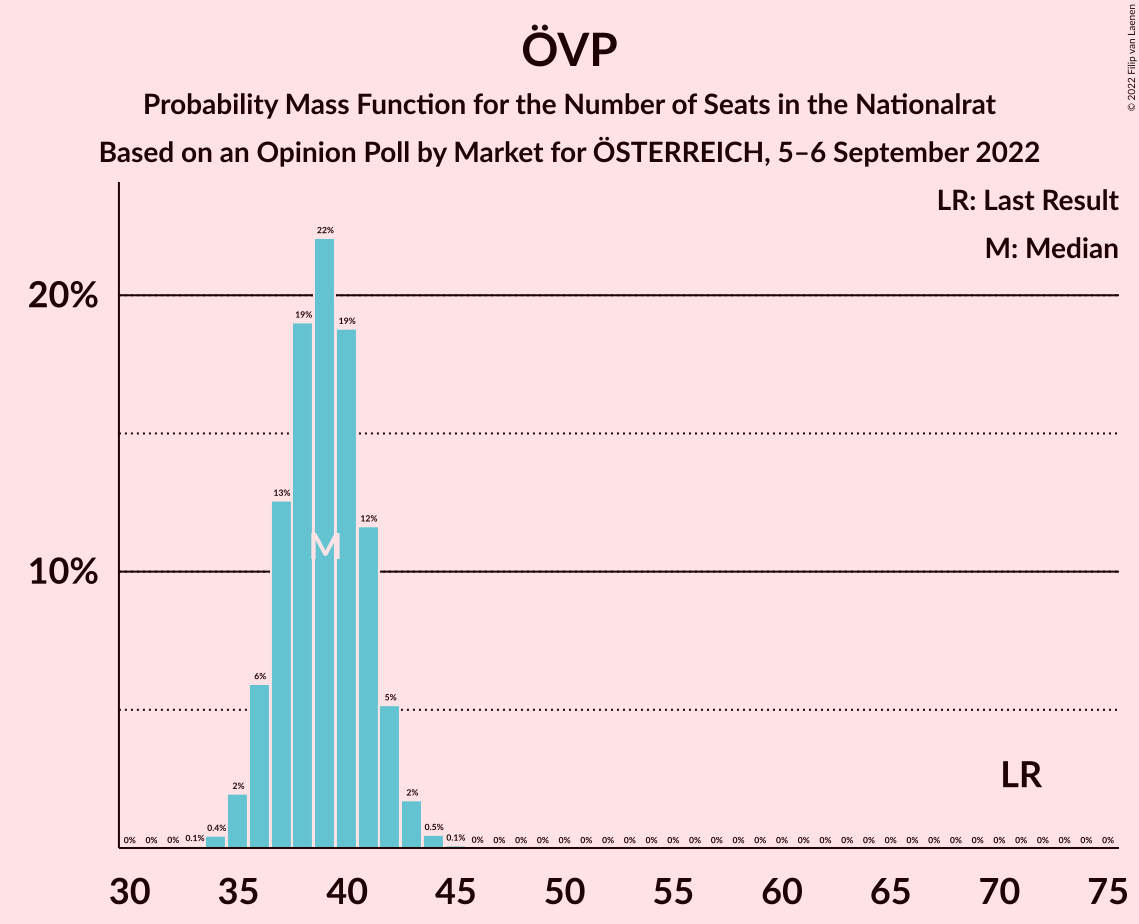 ÖVP
Probability Mass Function for the Number of Seats in the Nationalrat
Based on an Opinion Poll by Market for ÖSTERREICH, 5–6 September 2022
© 2022 Filip van Laenen
LR: Last Result
M: Median
20%
10%
0% 0% 0% 0.1% 0.4% 2% 6% 13% 19% 22% 19% 12% 5% 2% 0.5% 0.1% 0% 0% 0% 0% 0% 0% 0% 0% 0% 0% 0% 0% 0% 0% 0% 0% 0% 0% 0% 0% 0% 0% 0% 0% 0% 0% 0% 0% 0% 0%
M
LR
30 35 40 45 50 55 60 65 70 75